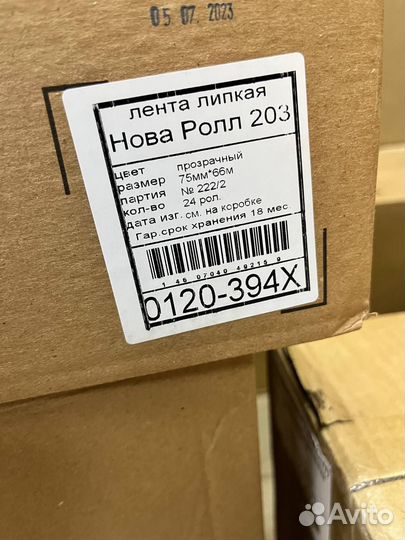 05.07.2023
лента липкая
Нова Ролл 203
цвет прозрачный
размер 75мм*66м
партия № 222/2
кол-во 24 рол.
дата изг. см. на коробке
Гар.срок хранения 18 мес.
0120-394X
Avito